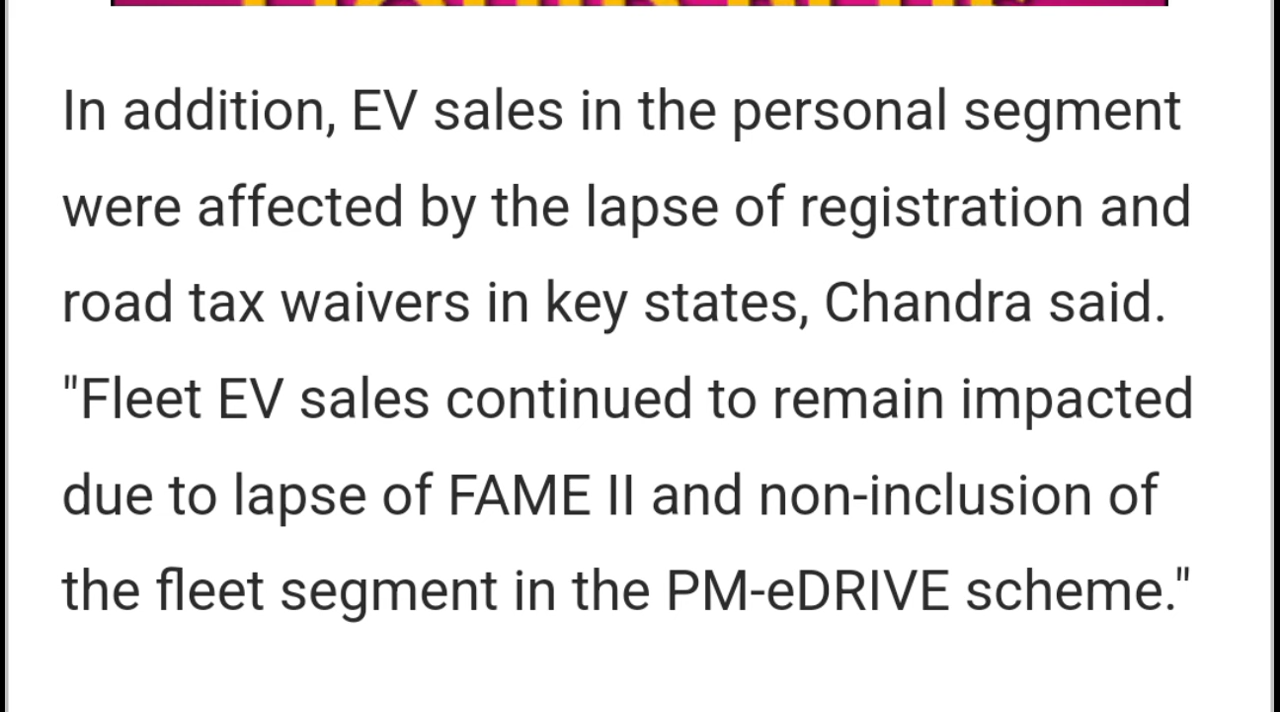 In addition, EV sales in the personal segment
were affected by the lapse of registration and
road tax waivers in key states, Chandra said.
"Fleet EV sales continued to remain impacted
due to lapse of FAME II and non-inclusion of
the fleet segment in the PM-eDRIVE scheme."